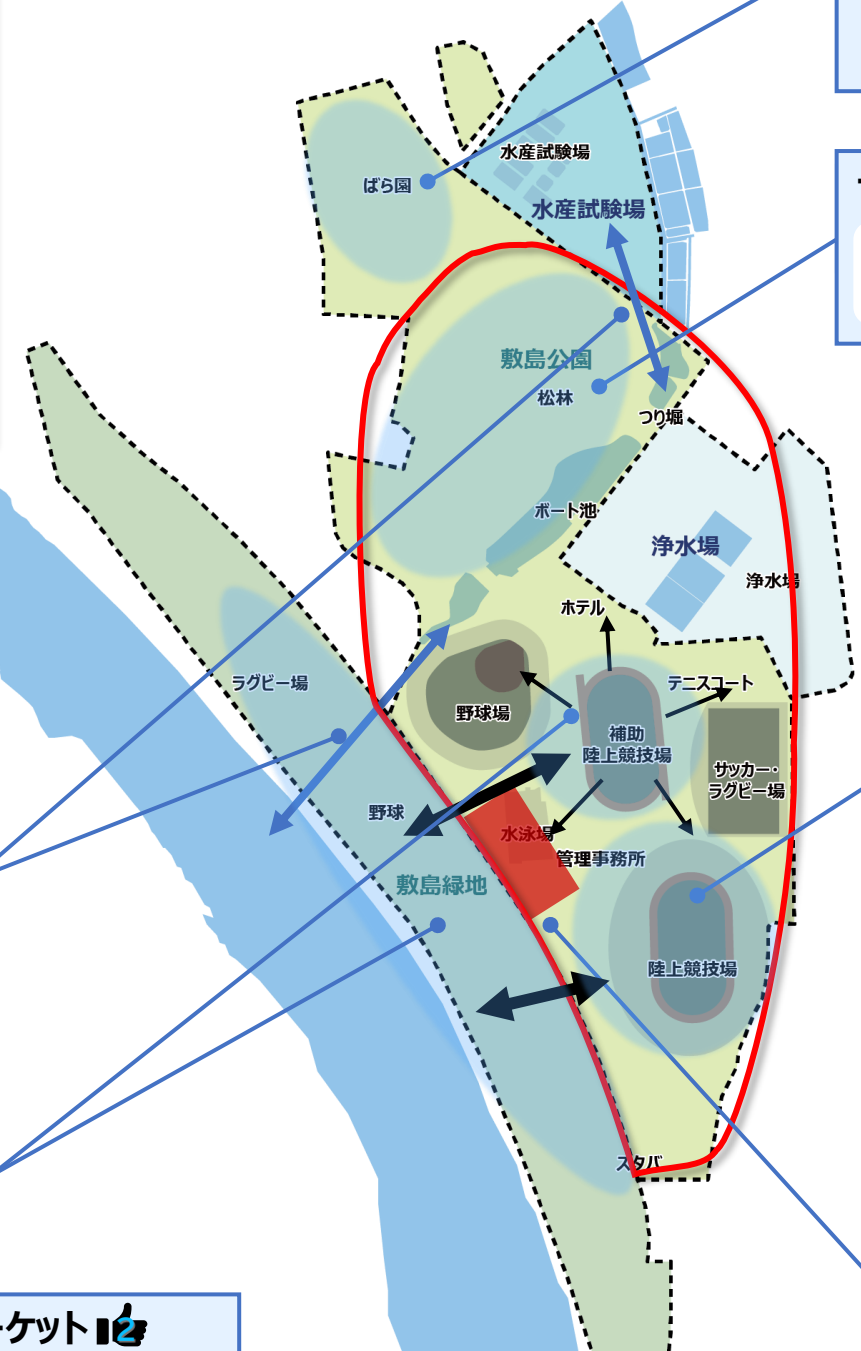 水産試験場
ばら園
水産試験場
敷島公園
松林
つり堀
ボート池
浄水場
浄水場
ホテル
ラグビー場
テニスコート
野球場
補助
陸上競技場
サッカー・
ラグビー場
野球
水泳場
管理事務所
敷島緑地
陸上競技場
スタバ
ーケット 2